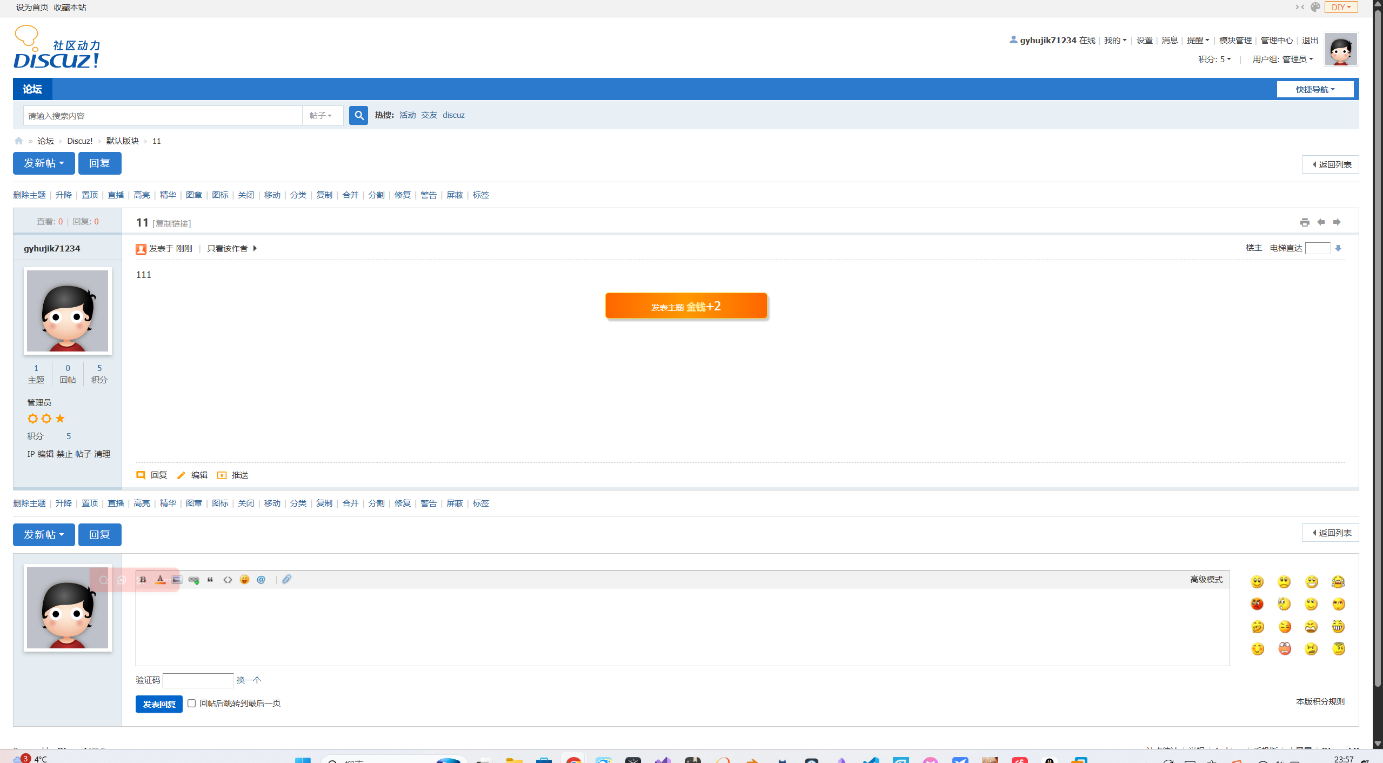 设为首页 收藏本站
DIY
社区动力
DISCUZ!
gyhujik71234 在线 | 我的 | 设置 | 消息 | 提醒 | 模块管理 | 管理中心 | 退出
积分: 5 | 用户组: 管理员
论坛
快捷导航
请输入搜索内容 帖子 热搜: 活动 交友 discuz
» 论坛 › Discuz! › 默认版块 › 11
发新帖 回复
返回列表
删除主题 | 升降 | 置顶 | 直播 | 高亮 | 精华 | 图章 | 图标 | 关闭 | 移动 | 分类 | 复制 | 合并 | 分割 | 修复 | 警告 | 屏蔽 | 标签
查看: 0 | 回复: 0
11 [复制链接]
gyhujik71234
发表于 刚刚 | 只看该作者
楼主 电梯直达
111
发表主题 金钱+2
1 0 5
主题 回帖 积分
管理员
积分 5
IP 编辑 禁止 帖子 清理
回复 编辑 推送
删除主题 | 升降 | 置顶 | 直播 | 高亮 | 精华 | 图章 | 图标 | 关闭 | 移动 | 分类 | 复制 | 合并 | 分割 | 修复 | 警告 | 屏蔽 | 标签
发新帖 回复
返回列表
B A @
高级模式
验证码 换一个
发表回复 回帖后跳转到最后一页
本版积分规则
3 4°C
23:57